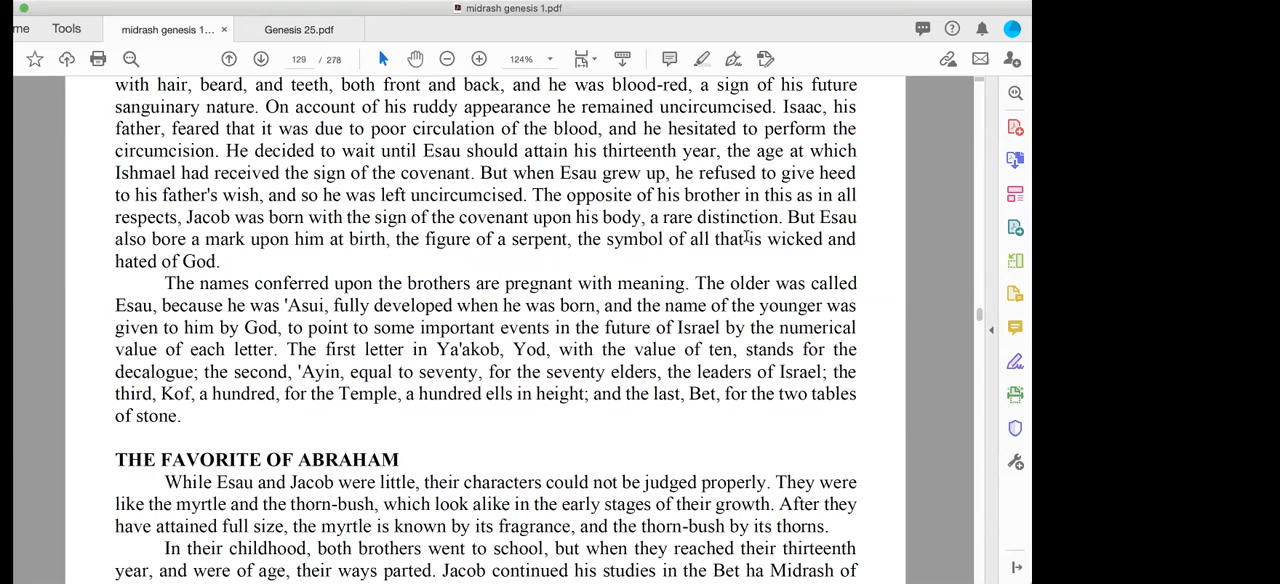 midrash genesis 1.pdf
me Tools midrash genesis 1... × Genesis 25.pdf
129 / 278 124%
with hair, beard, and teeth, both front and back, and he was blood-red, a sign of his future
sanguinary nature. On account of his ruddy appearance he remained uncircumcised. Isaac, his
father, feared that it was due to poor circulation of the blood, and he hesitated to perform the
circumcision. He decided to wait until Esau should attain his thirteenth year, the age at which
Ishmael had received the sign of the covenant. But when Esau grew up, he refused to give heed
to his father's wish, and so he was left uncircumcised. The opposite of his brother in this as in all
respects, Jacob was born with the sign of the covenant upon his body, a rare distinction. But Esau
also bore a mark upon him at birth, the figure of a serpent, the symbol of all that is wicked and
hated of God.
The names conferred upon the brothers are pregnant with meaning. The older was called
Esau, because he was 'Asui, fully developed when he was born, and the name of the younger was
given to him by God, to point to some important events in the future of Israel by the numerical
value of each letter. The first letter in Ya'akob, Yod, with the value of ten, stands for the
decalogue; the second, 'Ayin, equal to seventy, for the seventy elders, the leaders of Israel; the
third, Kof, a hundred, for the Temple, a hundred ells in height; and the last, Bet, for the two tables
of stone.
THE FAVORITE OF ABRAHAM
While Esau and Jacob were little, their characters could not be judged properly. They were
like the myrtle and the thorn-bush, which look alike in the early stages of their growth. After they
have attained full size, the myrtle is known by its fragrance, and the thorn-bush by its thorns.
In their childhood, both brothers went to school, but when they reached their thirteenth
year, and were of age, their ways parted. Jacob continued his studies in the Bet ha Midrash of